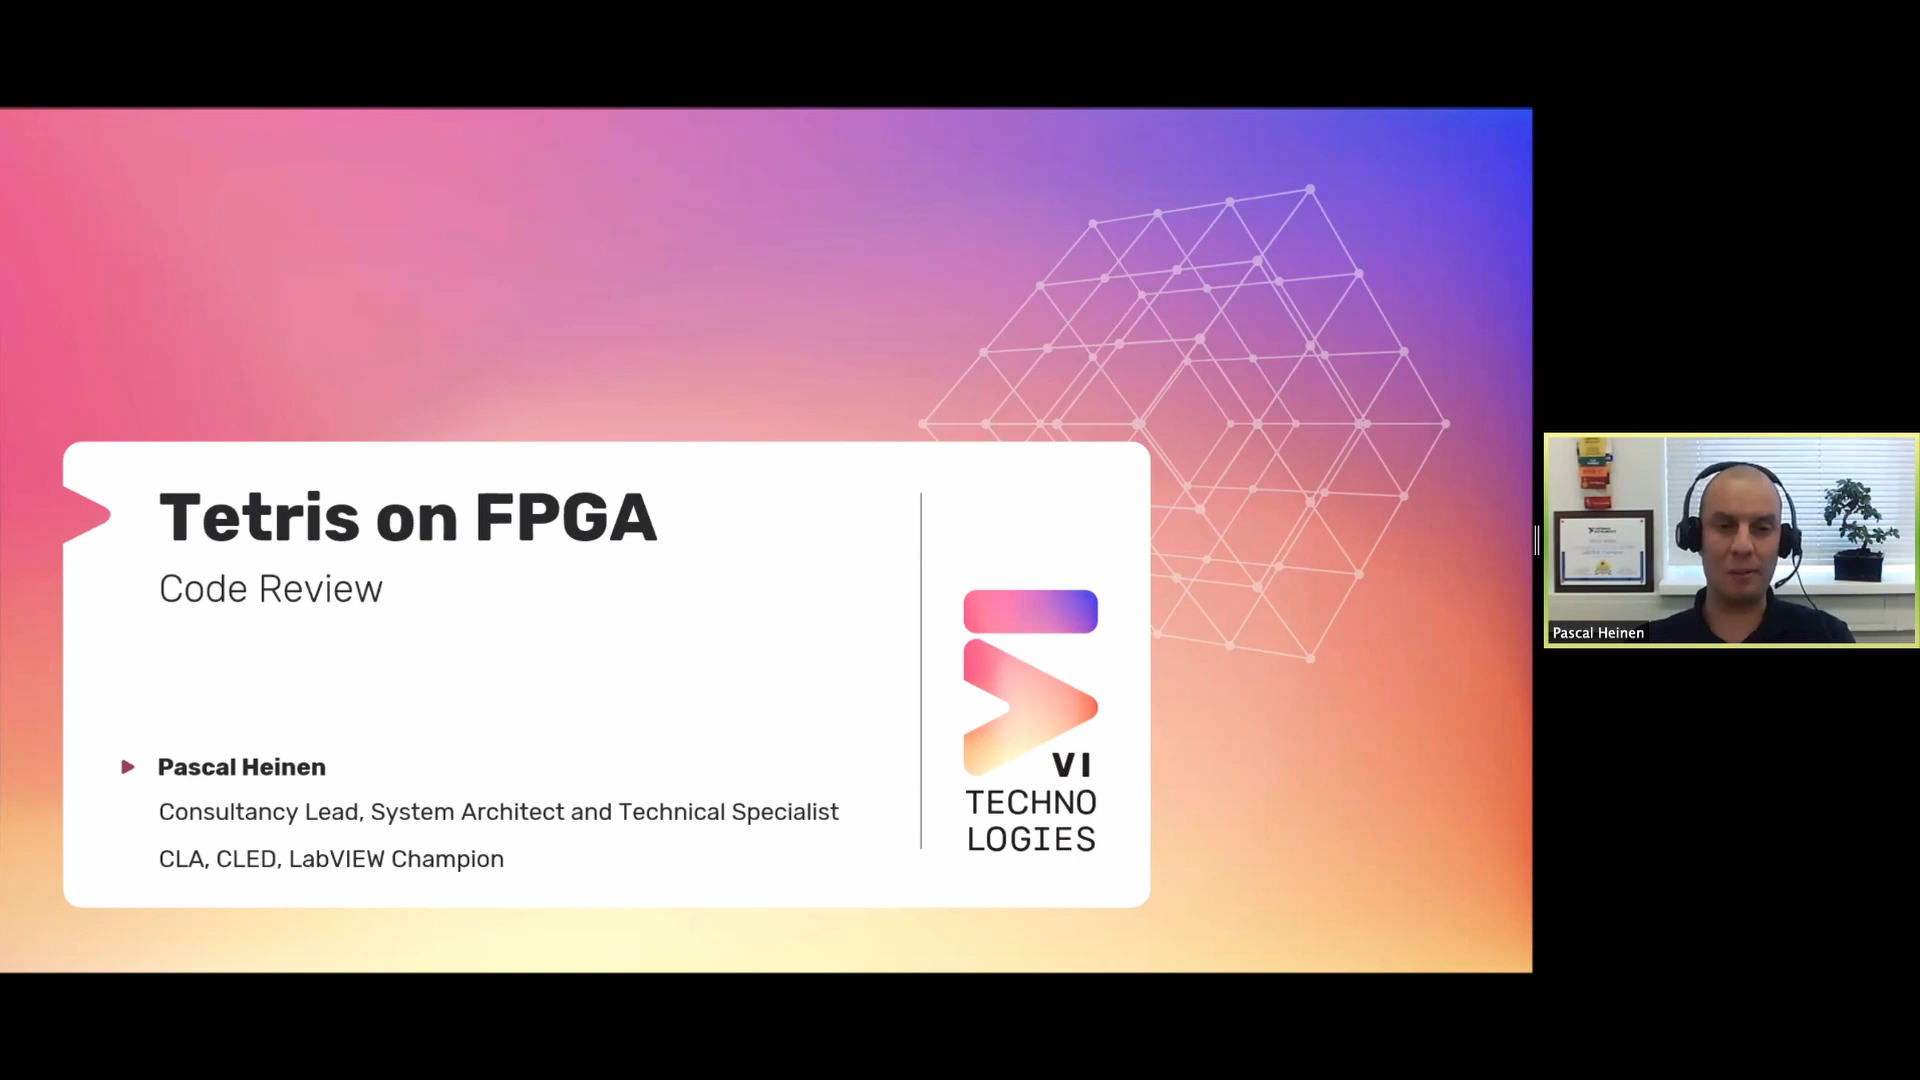 Tetris on FPGA
Code Review
Pascal Heinen
Consultancy Lead, System Architect and Technical Specialist
CLA, CLED, LabVIEW Champion
VI
TECHNO
LOGIES
Pascal Heinen